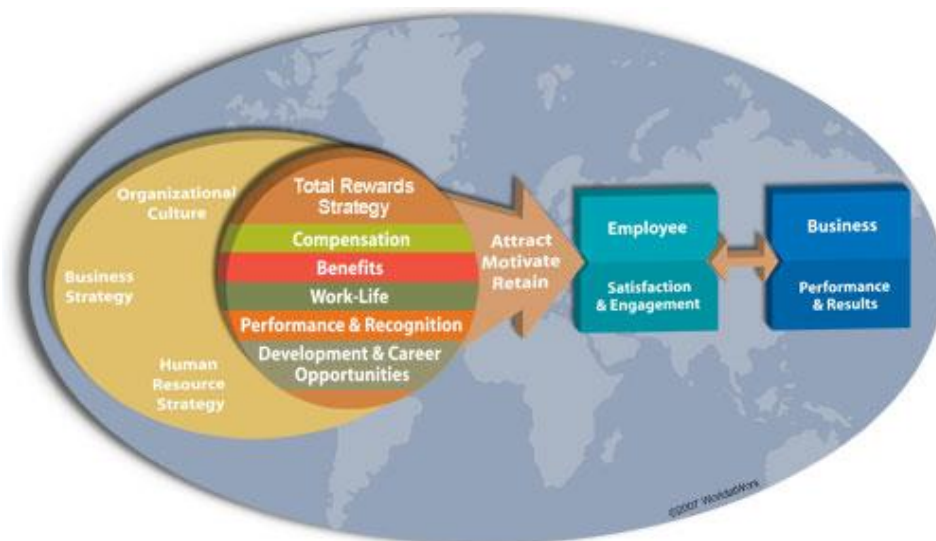 Organizational
Culture
Business
Strategy
Human
Resource
Strategy
Total Rewards
Strategy
Compensation
Benefits
Work-Life
Performance & Recognition
Development & Career
Opportunities
Attract
Motivate
Retain
Employee
Satisfaction
& Engagement
Business
Performance
& Results
©2007 WorldatWork